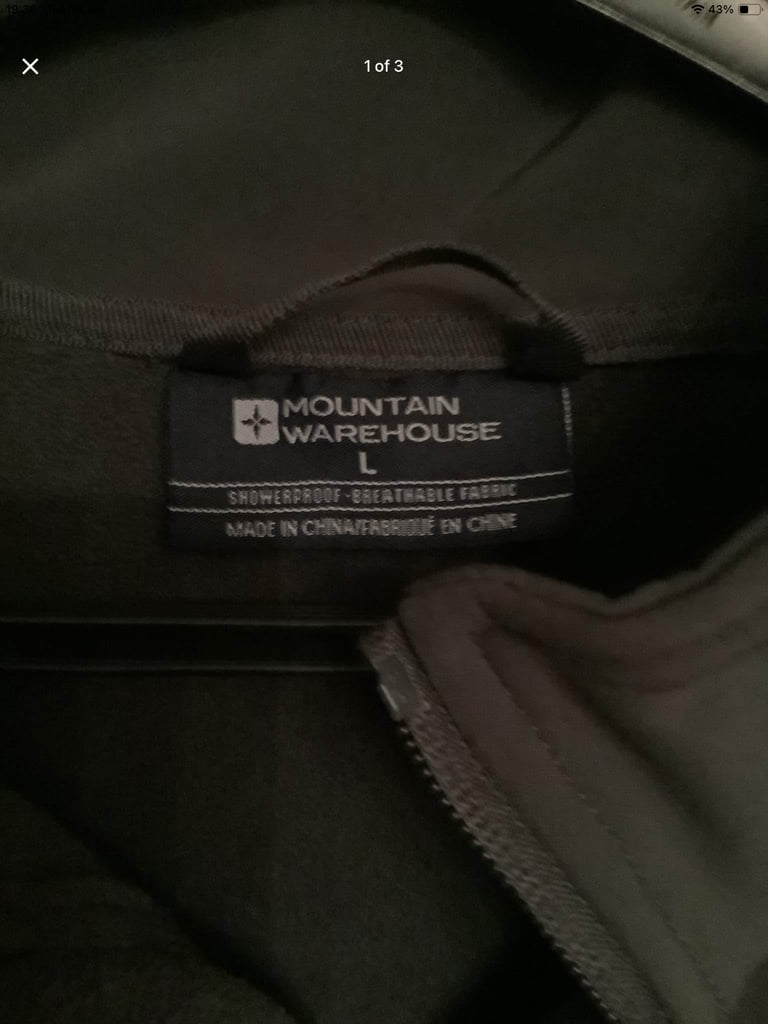 43%
1 of 3
MOUNTAIN
WAREHOUSE
L
SHOWERPROOF - BREATHABLE FABRIC
MADE IN CHINA/FABRIQUÉ EN CHINE